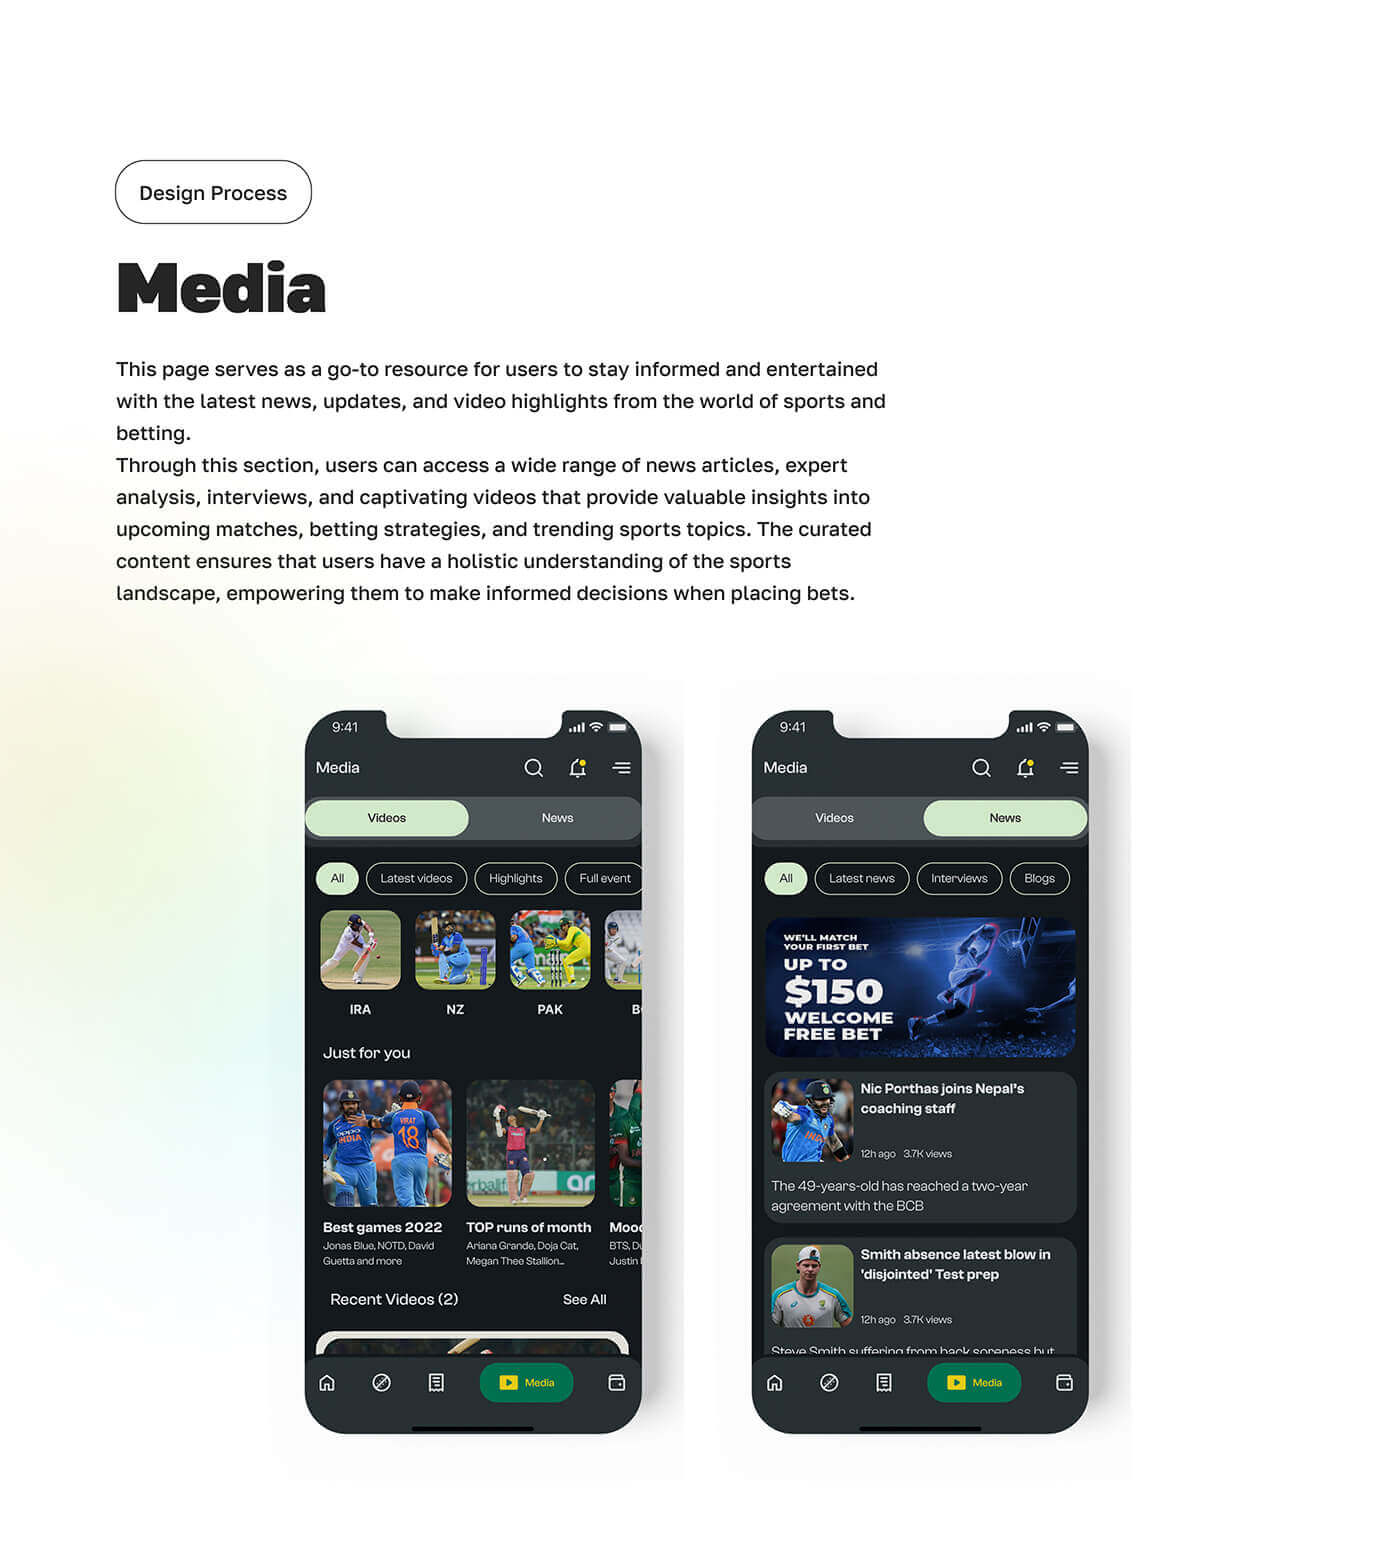 Design Process
Media
This page serves as a go-to resource for users to stay informed and entertained
with the latest news, updates, and video highlights from the world of sports and
betting.
Through this section, users can access a wide range of news articles, expert
analysis, interviews, and captivating videos that provide valuable insights into
upcoming matches, betting strategies, and trending sports topics. The curated
content ensures that users have a holistic understanding of the sports
landscape, empowering them to make informed decisions when placing bets.
9:41
Media
Videos News
All Latest videos Highlights Full event
IRA NZ PAK
Just for you
oppo
INDIA
VIRAT
18
Best games 2022 TOP runs of month
Jonas Blue, NOTD, David
Guetta and more
Ariana Grande, Doja Cat,
Megan Thee Stallion...
BTS,
Justin
Recent Videos (2) See All
Media
9:41
Media
Videos News
All Latest news Interviews Blogs
WE'LL MATCH
YOUR FIRST BET
UP TO
$150
WELCOME
FREE BET
Nic Porthas joins Nepal's
coaching staff
12h ago 3.7K views
The 49-years-old has reached a two-year
agreement with the BCB
Smith absence latest blow in
'disjointed' Test prep
12h ago 3.7K views
Steve Smith suffering from back soreness but
Media